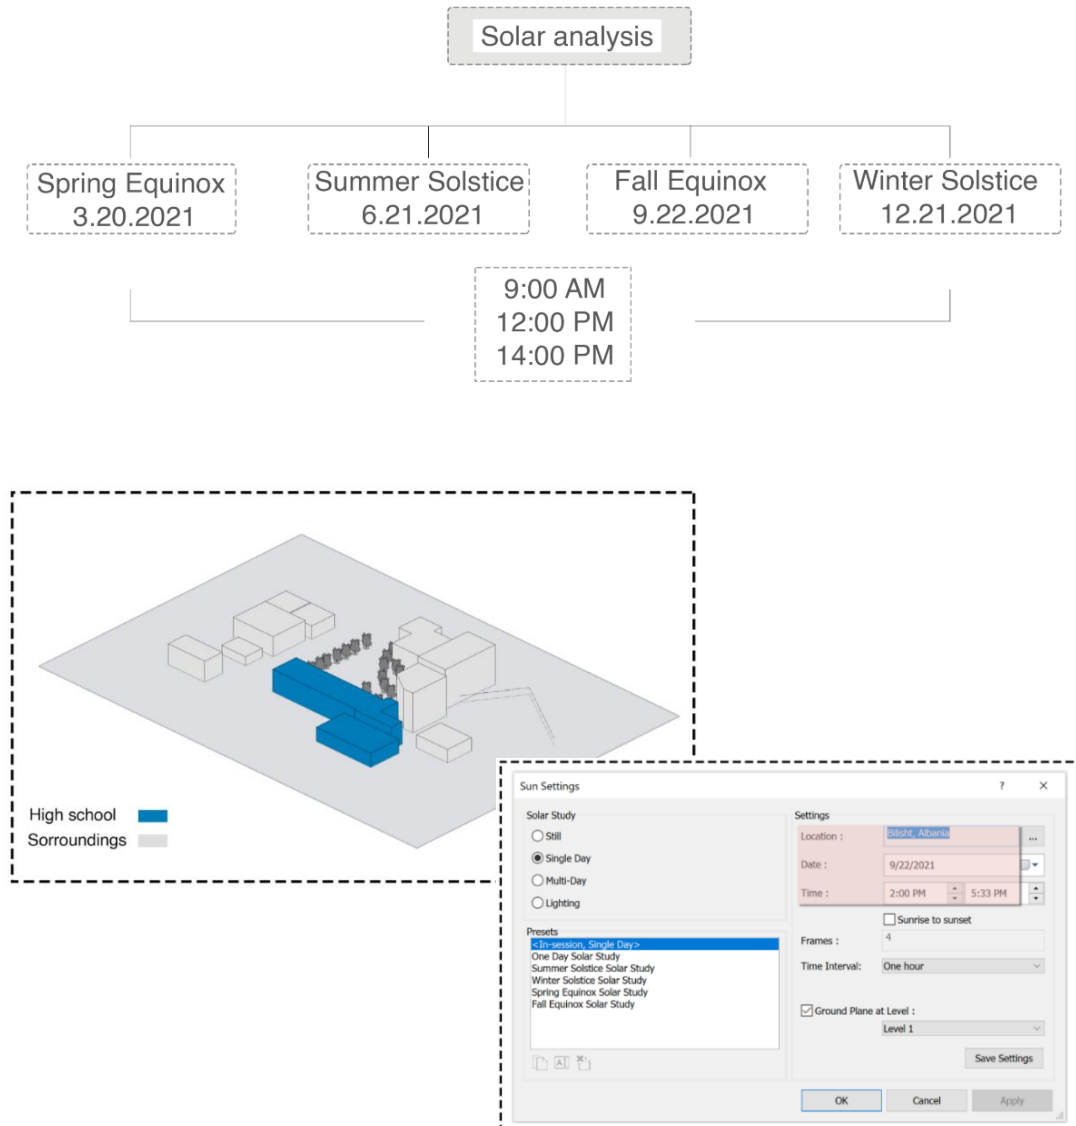 Solar analysis
Spring Equinox
3.20.2021
Summer Solstice
6.21.2021
Fall Equinox
9.22.2021
Winter Solstice
12.21.2021
9:00 AM
12:00 PM
14:00 PM
High school
Sorroundings
Sun Settings
? ×
Solar Study
Still
Single Day
Multi-Day
Lighting
Presets
<In-session, Single Day>
One Day Solar Study
Summer Solstice Solar Study
Winter Solstice Solar Study
Spring Equinox Solar Study
Fall Equinox Solar Study
Settings
Location : Bilisht, Albania ...
Date : 9/22/2021
Time : 2:00 PM 5:33 PM
Sunrise to sunset
Frames : 4
Time Interval: One hour
Ground Plane at Level :
Level 1
Save Settings
OK Cancel Apply